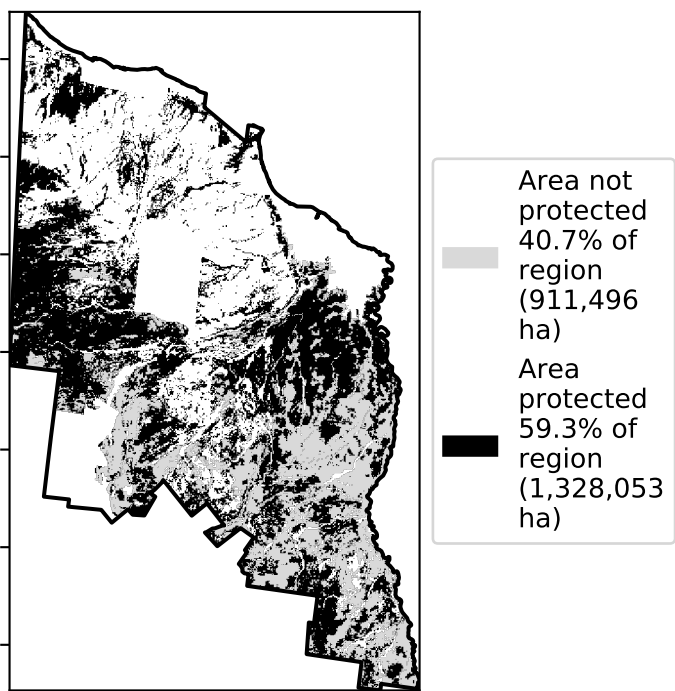 Area not
protected
40.7% of
region
(911,496
ha)
Area
protected
59.3% of
region
(1,328,053
ha)